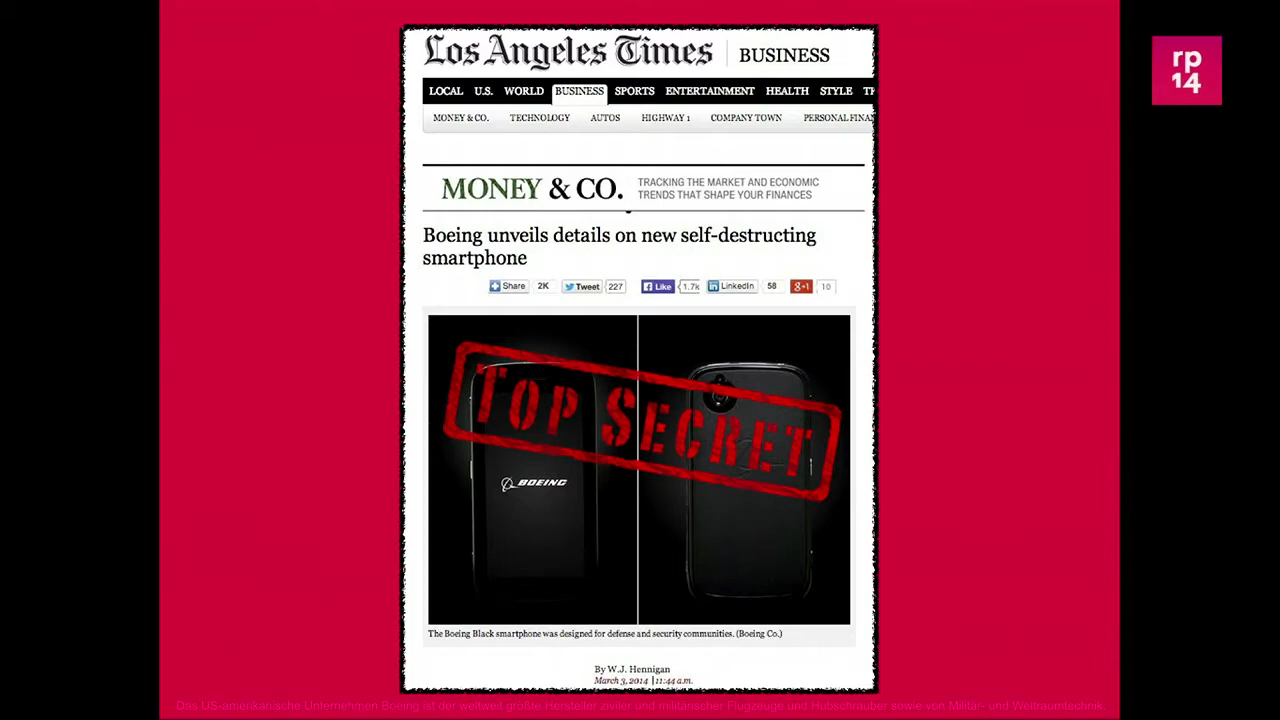 Los Angeles Times | BUSINESS
LOCAL U.S. WORLD BUSINESS SPORTS ENTERTAINMENT HEALTH STYLE
MONEY & CO. TECHNOLOGY AUTOS HIGHWAY 1 COMPANY TOWN PERSONAL FINAN
MONEY & CO.
TRACKING THE MARKET AND ECONOMIC
TRENDS THAT SHAPE YOUR FINANCES
Boeing unveils details on new self-destructing
smartphone
Share 2K Tweet 227 Like 1.7k LinkedIn 58 +1 10
TOP SECRET
BOEING
The Boeing Black smartphone was designed for defense and security communities. (Boeing Co.)
By W.J. Hennigan
March 3, 2014 | 11:44 a.m.
Das US-amerikanische Unternehmen Boeing ist der weltweit größte Hersteller ziviler und militärischer Flugzeuge und Hubschrauber sowie von Militär- und Weltraumtechnik.
rp
14